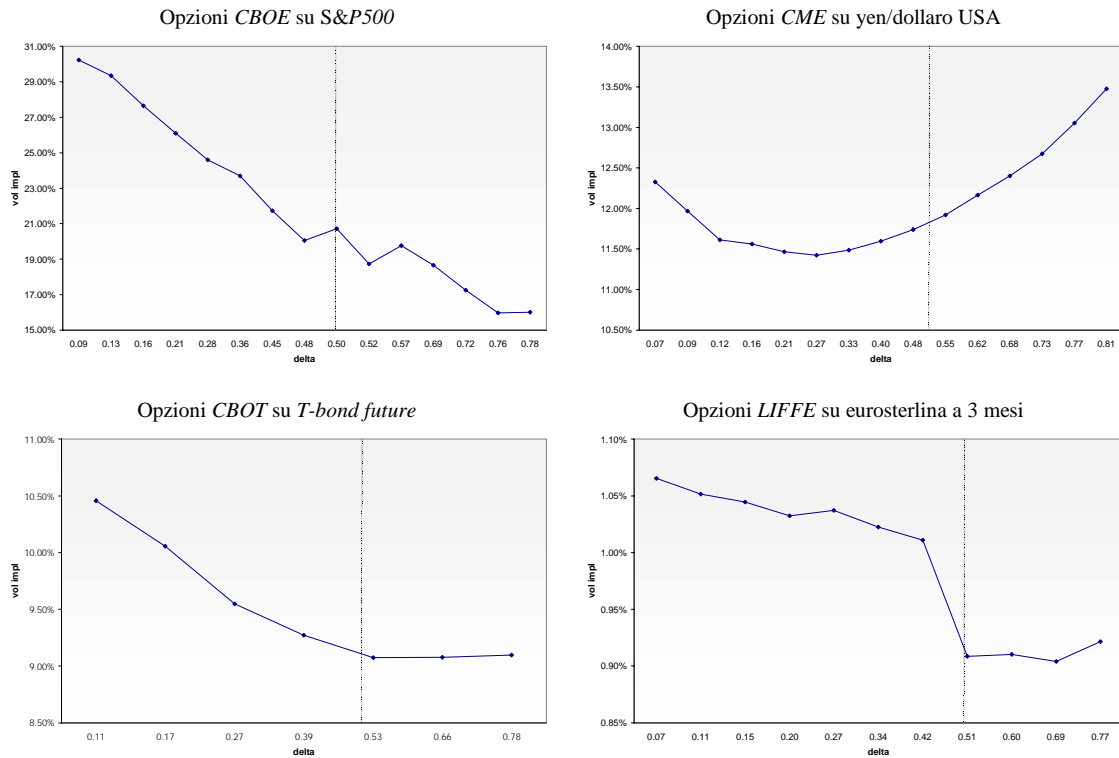 Opzioni CBOE su S&P500
31.00%
29.00%
27.00%
25.00%
23.00%
21.00%
19.00%
17.00%
15.00%
vol impl
0.09 0.13 0.16 0.21 0.28 0.36 0.45 0.48 0.50 0.52 0.57 0.69 0.72 0.76 0.78
delta
Opzioni CME su yen/dollaro USA
14.00%
13.50%
13.00%
12.50%
12.00%
11.50%
11.00%
10.50%
vol impl
0.07 0.09 0.12 0.16 0.21 0.27 0.33 0.40 0.48 0.55 0.62 0.68 0.73 0.77 0.81
delta
Opzioni CBOT su T-bond future
11.00%
10.50%
10.00%
9.50%
9.00%
8.50%
vol impl
0.11 0.17 0.27 0.39 0.53 0.66 0.78
delta
Opzioni LIFFE su eurosterlina a 3 mesi
1.10%
1.05%
1.00%
0.95%
0.90%
0.85%
vol impl
0.07 0.11 0.15 0.20 0.27 0.34 0.42 0.51 0.60 0.69 0.77
delta